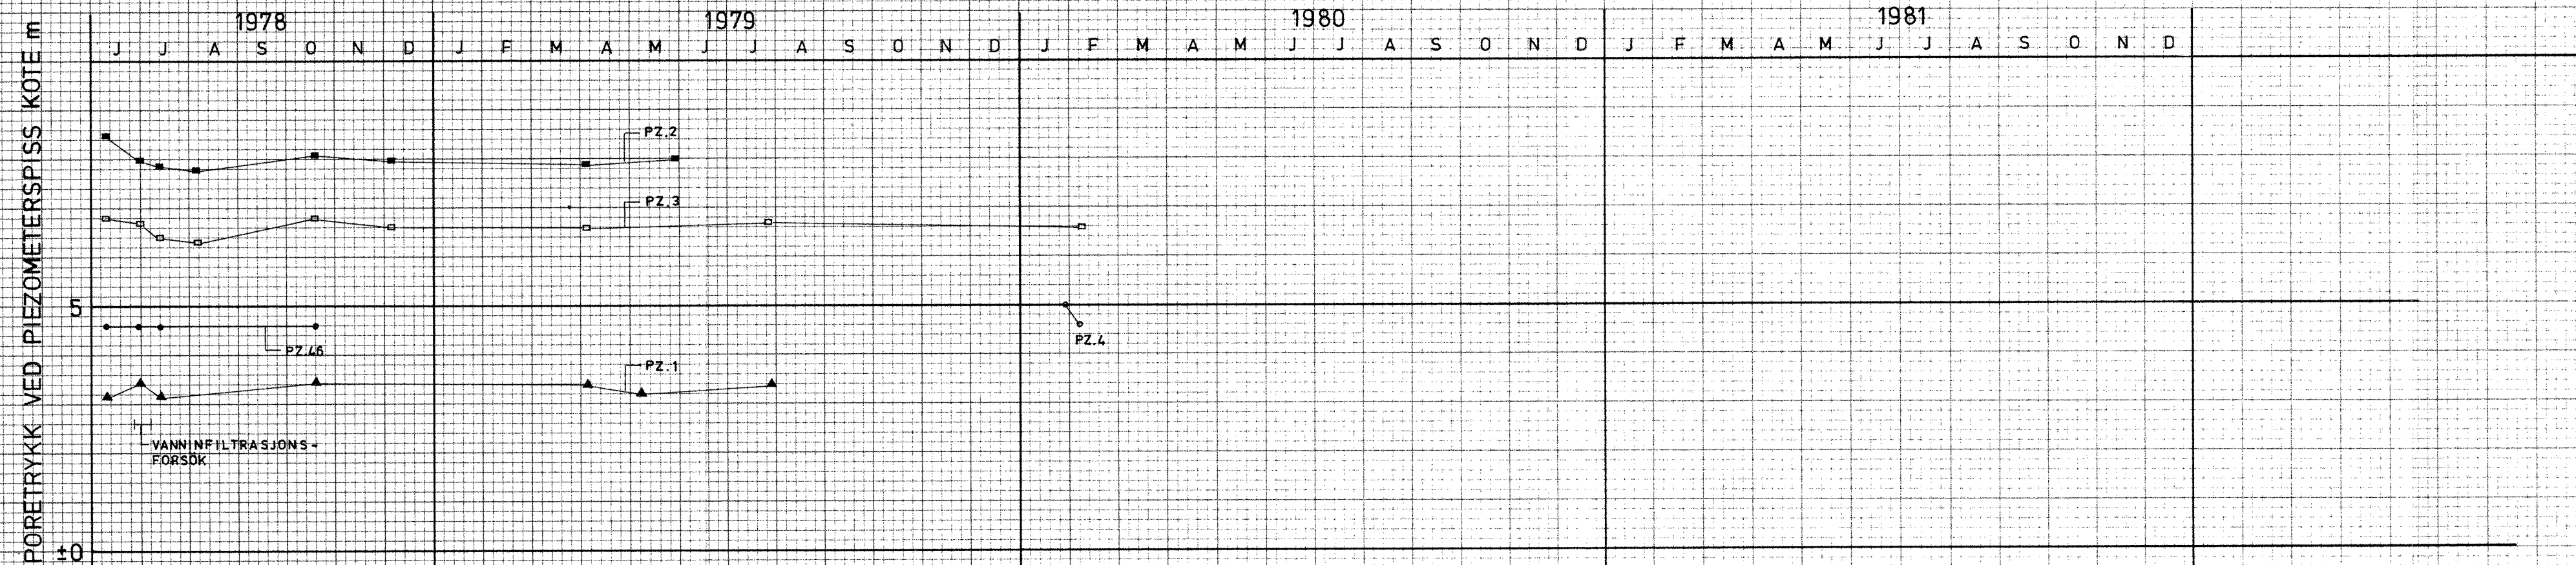 1978 1979 1980 1981
J J A S O N D J F M A M J J A S O N D J F M A M J J A S O N D J F M A M J J A S O N D
PORETRYKK VED PIEZOMETERSPISS KOTE m
PZ.2
PZ.3
5
PZ.46
PZ.4
PZ.1
VANNINFILTRASJONS-
FORSÖK
±0